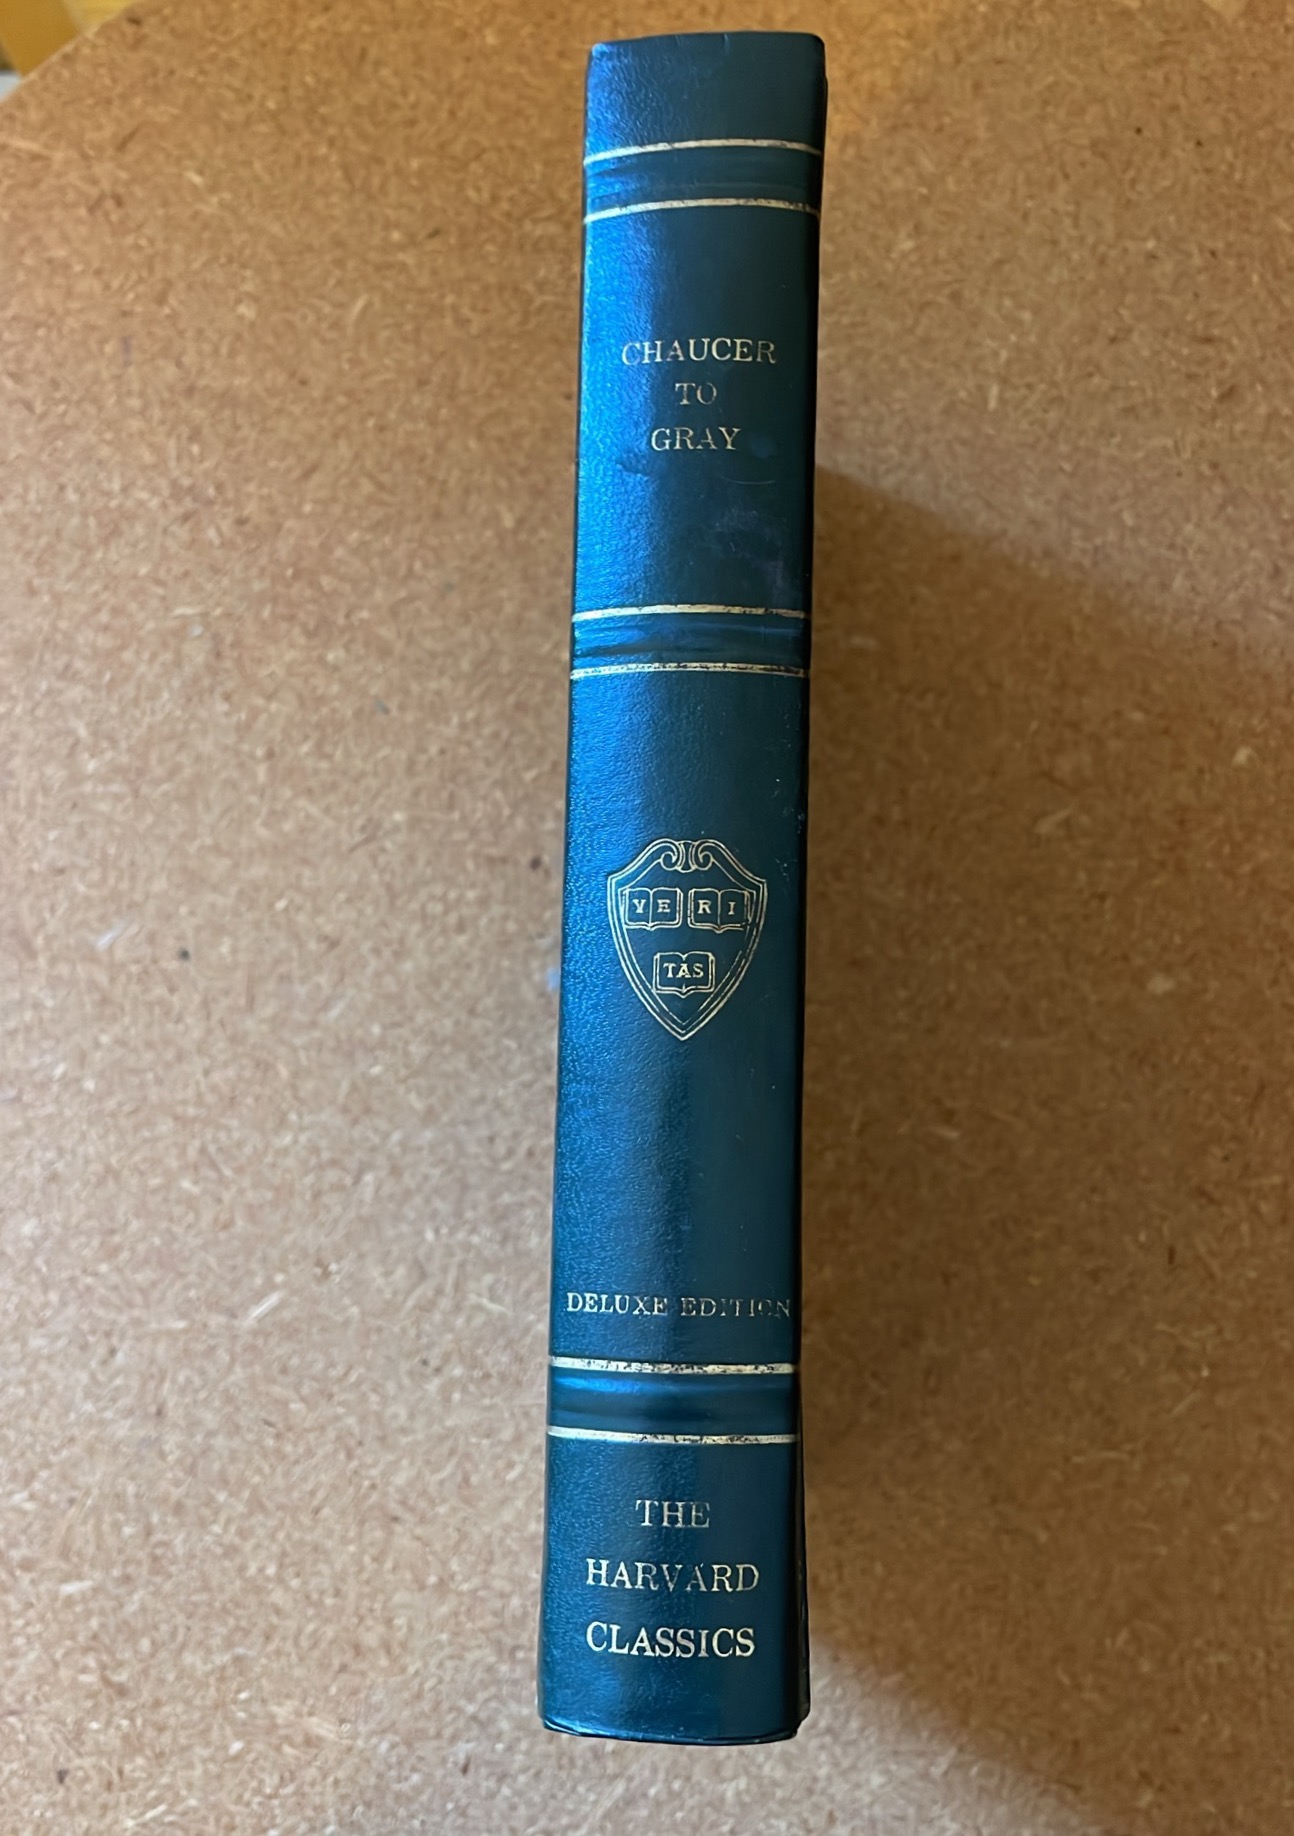 CHAUCER
TO
GRAY
VE RI
TAS
DELUXE EDITION
THE
HARVARD
CLASSICS